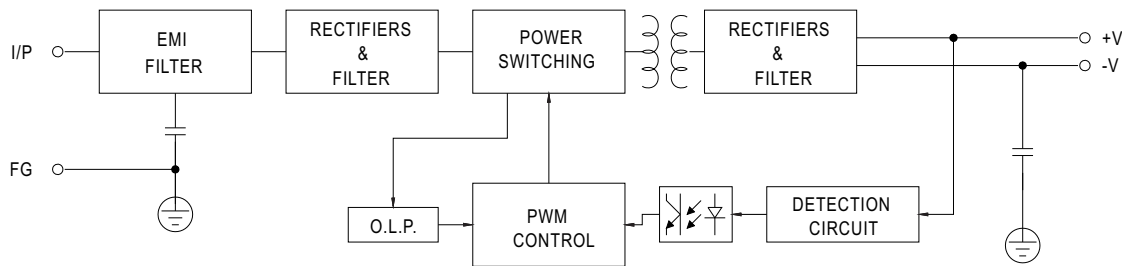 I/P
EMI
FILTER
RECTIFIERS
&
FILTER
POWER
SWITCHING
RECTIFIERS
&
FILTER
+V
-V
FG
O.L.P.
PWM
CONTROL
DETECTION
CIRCUIT